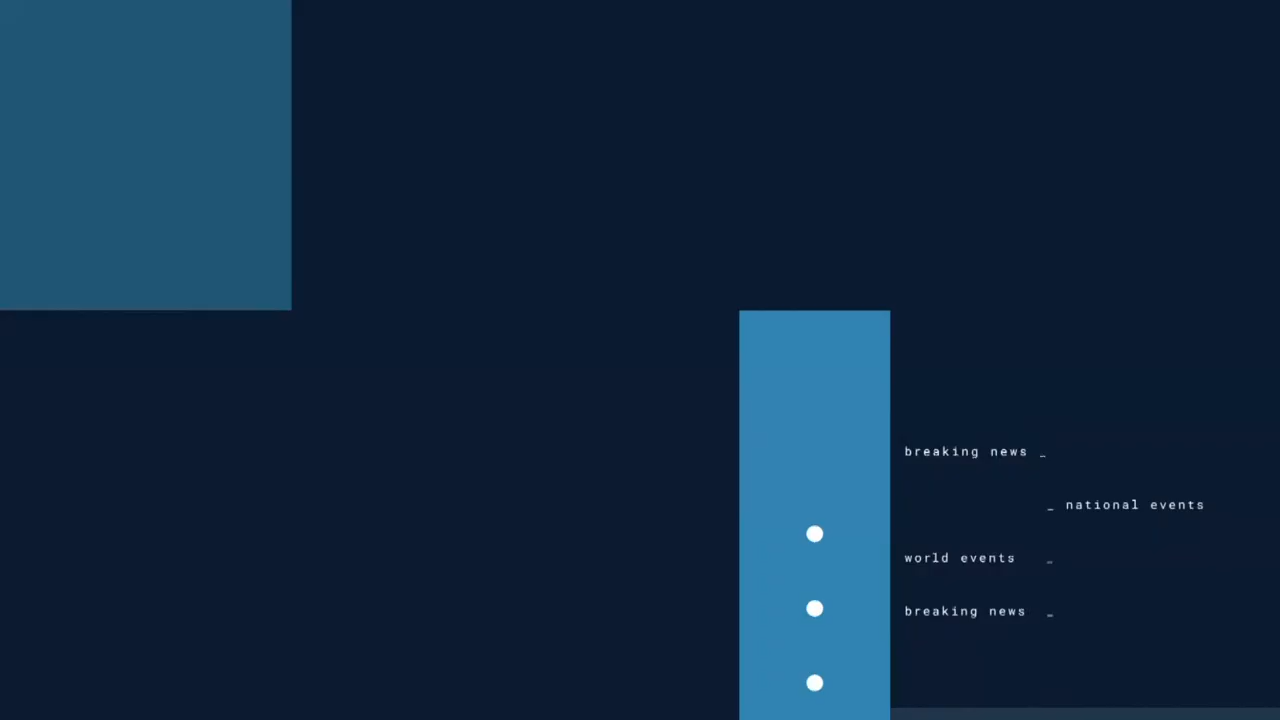 breaking news _
_ national events
world events _
breaking news _